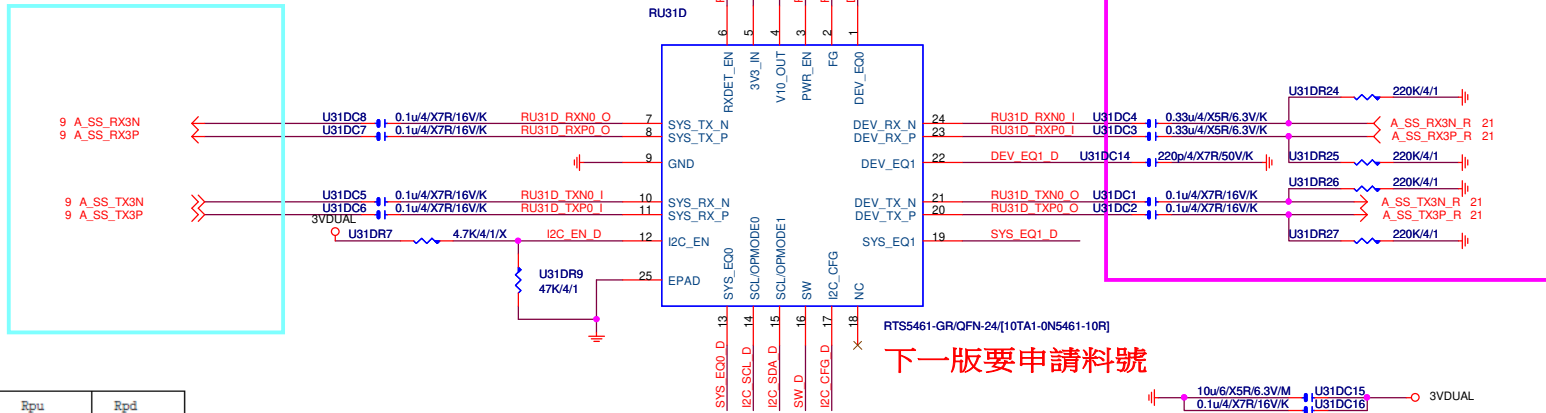 RU31D
6 5 4 3 2 1
RXDET_EN 3V3_IN V10_OUT PWR_EN FG DEV_EQ0
U31DR24 220K/4/1
9 A_SS_RX3N U31DC8 0.1u/4/X7R/16V/K RU31D_RXN0_O 7 SYS_TX_N DEV_RX_N 24 RU31D_RXN0_I U31DC4 0.33u/4/X5R/6.3V/K A_SS_RX3N_R 21
9 A_SS_RX3P U31DC7 0.1u/4/X7R/16V/K RU31D_RXP0_O 8 SYS_TX_P DEV_RX_P 23 RU31D_RXP0_I U31DC3 0.33u/4/X5R/6.3V/K A_SS_RX3P_R 21
9 GND DEV_EQ1 22 DEV_EQ1_D U31DC14 220p/4/X7R/50V/K U31DR25 220K/4/1
U31DR26 220K/4/1
9 A_SS_TX3N U31DC5 0.1u/4/X7R/16V/K RU31D_TXN0_I 10 SYS_RX_N DEV_TX_N 21 RU31D_TXN0_O U31DC1 0.1u/4/X7R/16V/K A_SS_TX3N_R 21
9 A_SS_TX3P U31DC6 0.1u/4/X7R/16V/K RU31D_TXP0_I 11 SYS_RX_P DEV_TX_P 20 RU31D_TXP0_O U31DC2 0.1u/4/X7R/16V/K A_SS_TX3P_R 21
3VDUAL
U31DR7 4.7K/4/1/X I2C_EN_D 12 I2C_EN SYS_EQ1 19 SYS_EQ1_D U31DR27 220K/4/1
U31DR9
47K/4/1
25 EPAD
SYS_EQ0 SCL/OPMODE0 SCL/OPMODE1 SW I2C_CFG NC
13 14 15 16 17 18
SYS_EQ0_D I2C_SCL_D I2C_SDA_D SW_D I2C_CFG_D
RTS5461-GR/QFN-24/[10TA1-0N5461-10R]
下一版要申請料號
10u/6/X5R/6.3V/M U31DC15 3VDUAL
0.1u/4/X7R/16V/K U31DC16
Rpu Rpd